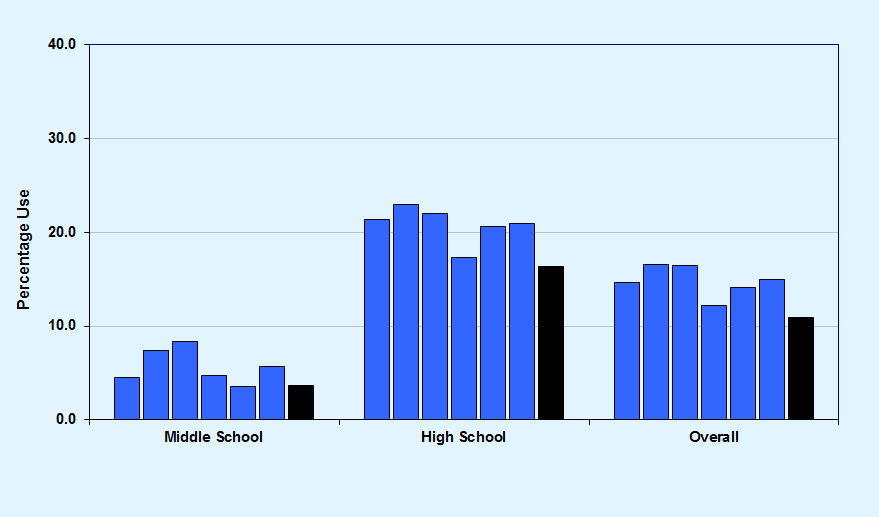 40.0
30.0
20.0
10.0
0.0
Percentage Use
Middle School
High School
Overall